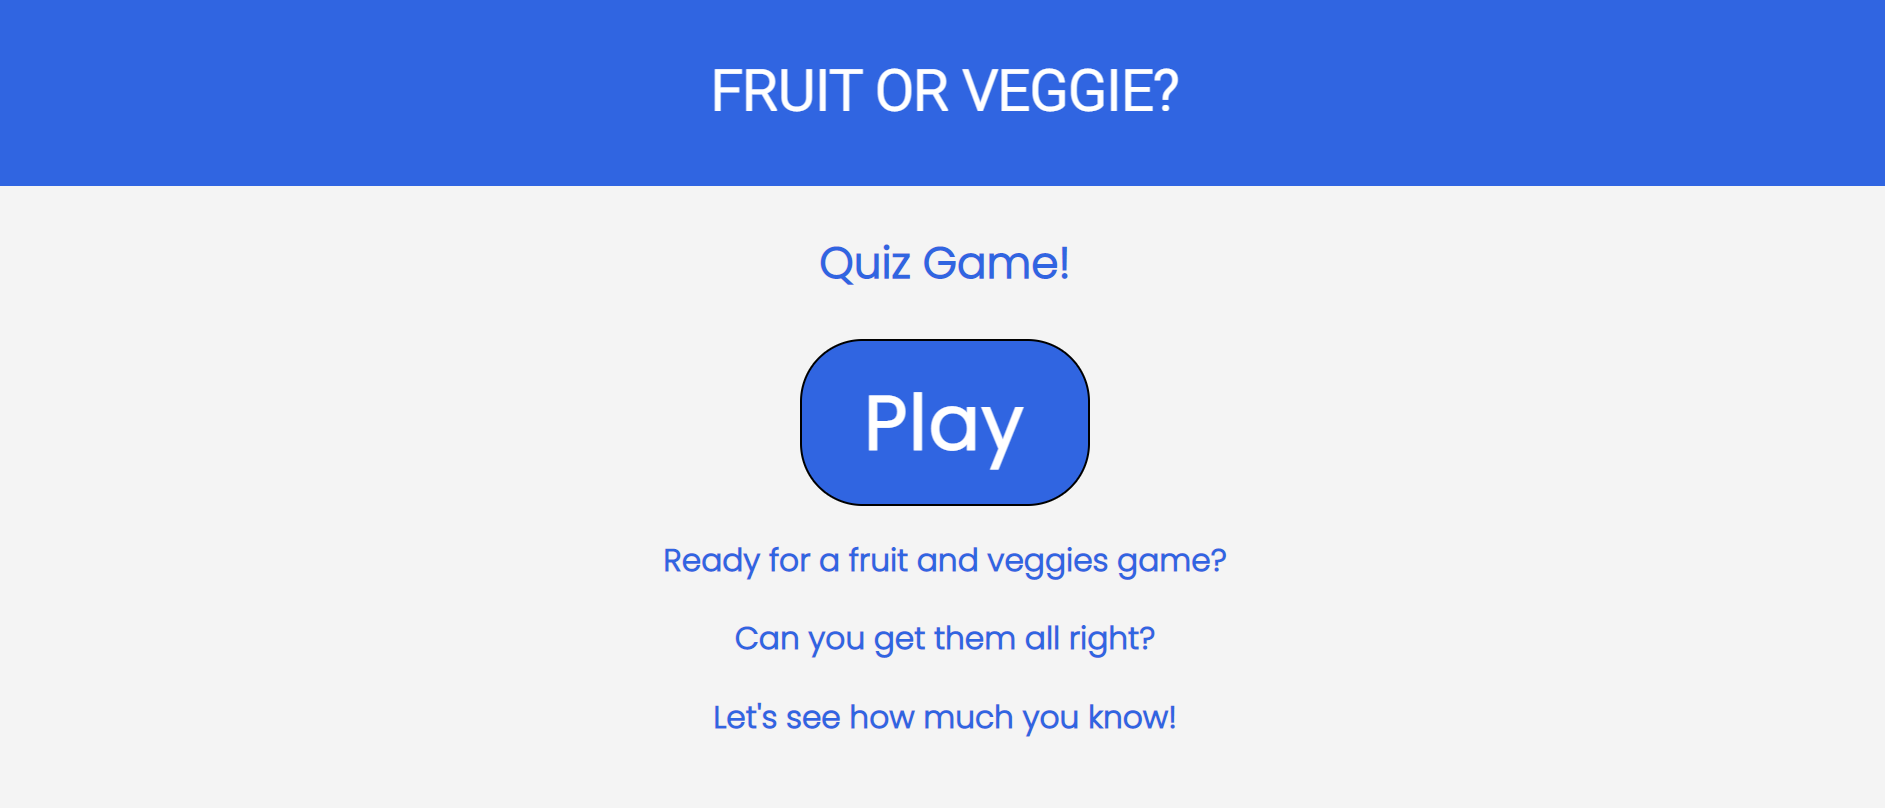 FRUIT OR VEGGIE?
Quiz Game!
Play
Ready for a fruit and veggies game?
Can you get them all right?
Let's see how much you know!